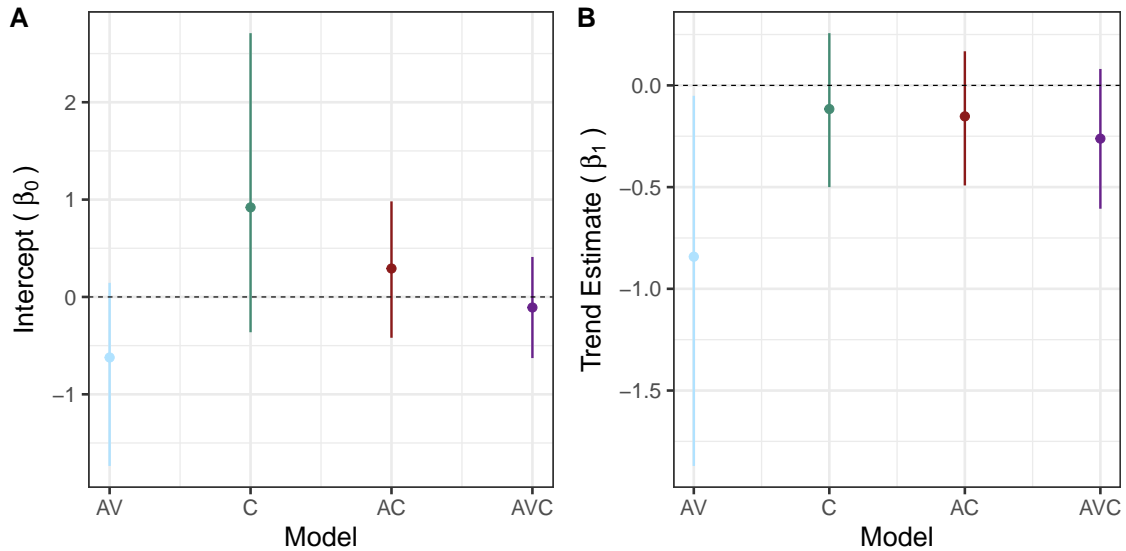 A
Intercept ( β₀ )
2
1
0
−1
AV
C
AC
AVC
Model
B
Trend Estimate ( β₁ )
0.0
−0.5
−1.0
−1.5
AV
C
AC
AVC
Model